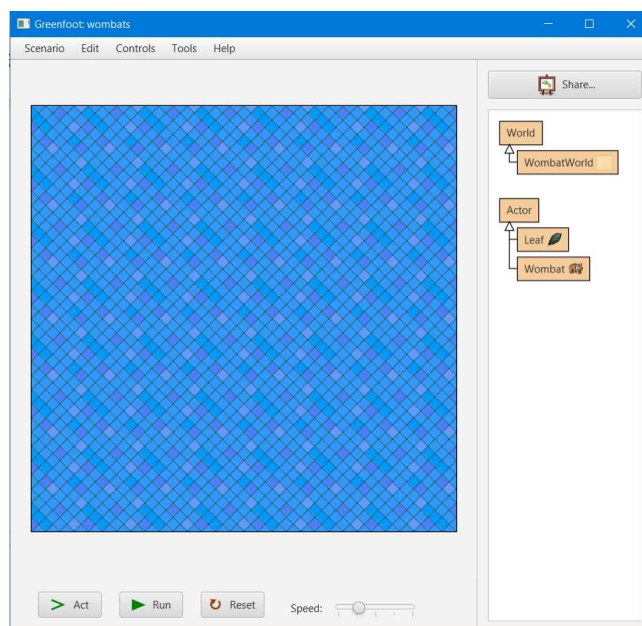 Greenfoot: wombats
Scenario Edit Controls Tools Help
Share...
World
WombatWorld
Actor
Leaf
Wombat
Act Run Reset Speed: